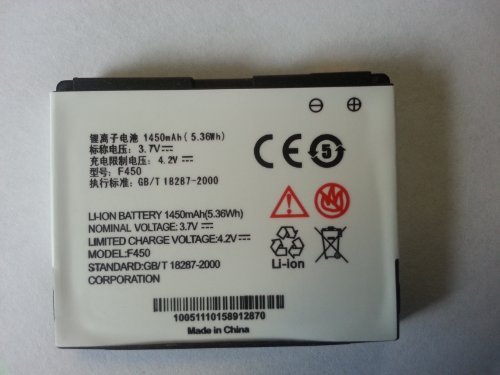 锂离子电池 1450mAh(5.36Wh)
标称电压: 3.7V
充电限制电压: 4.2V
型号: F450
执行标准: GB/T 18287-2000
LI-ION BATTERY 1450mAh(5.36Wh)
NOMINAL VOLTAGE:3.7V
LIMITED CHARGE VOLTAGE:4.2V
MODEL:F450
STANDARD:GB/T 18287-2000
CORPORATION
CE
5
Li-ion
10051110158912870
Made in China